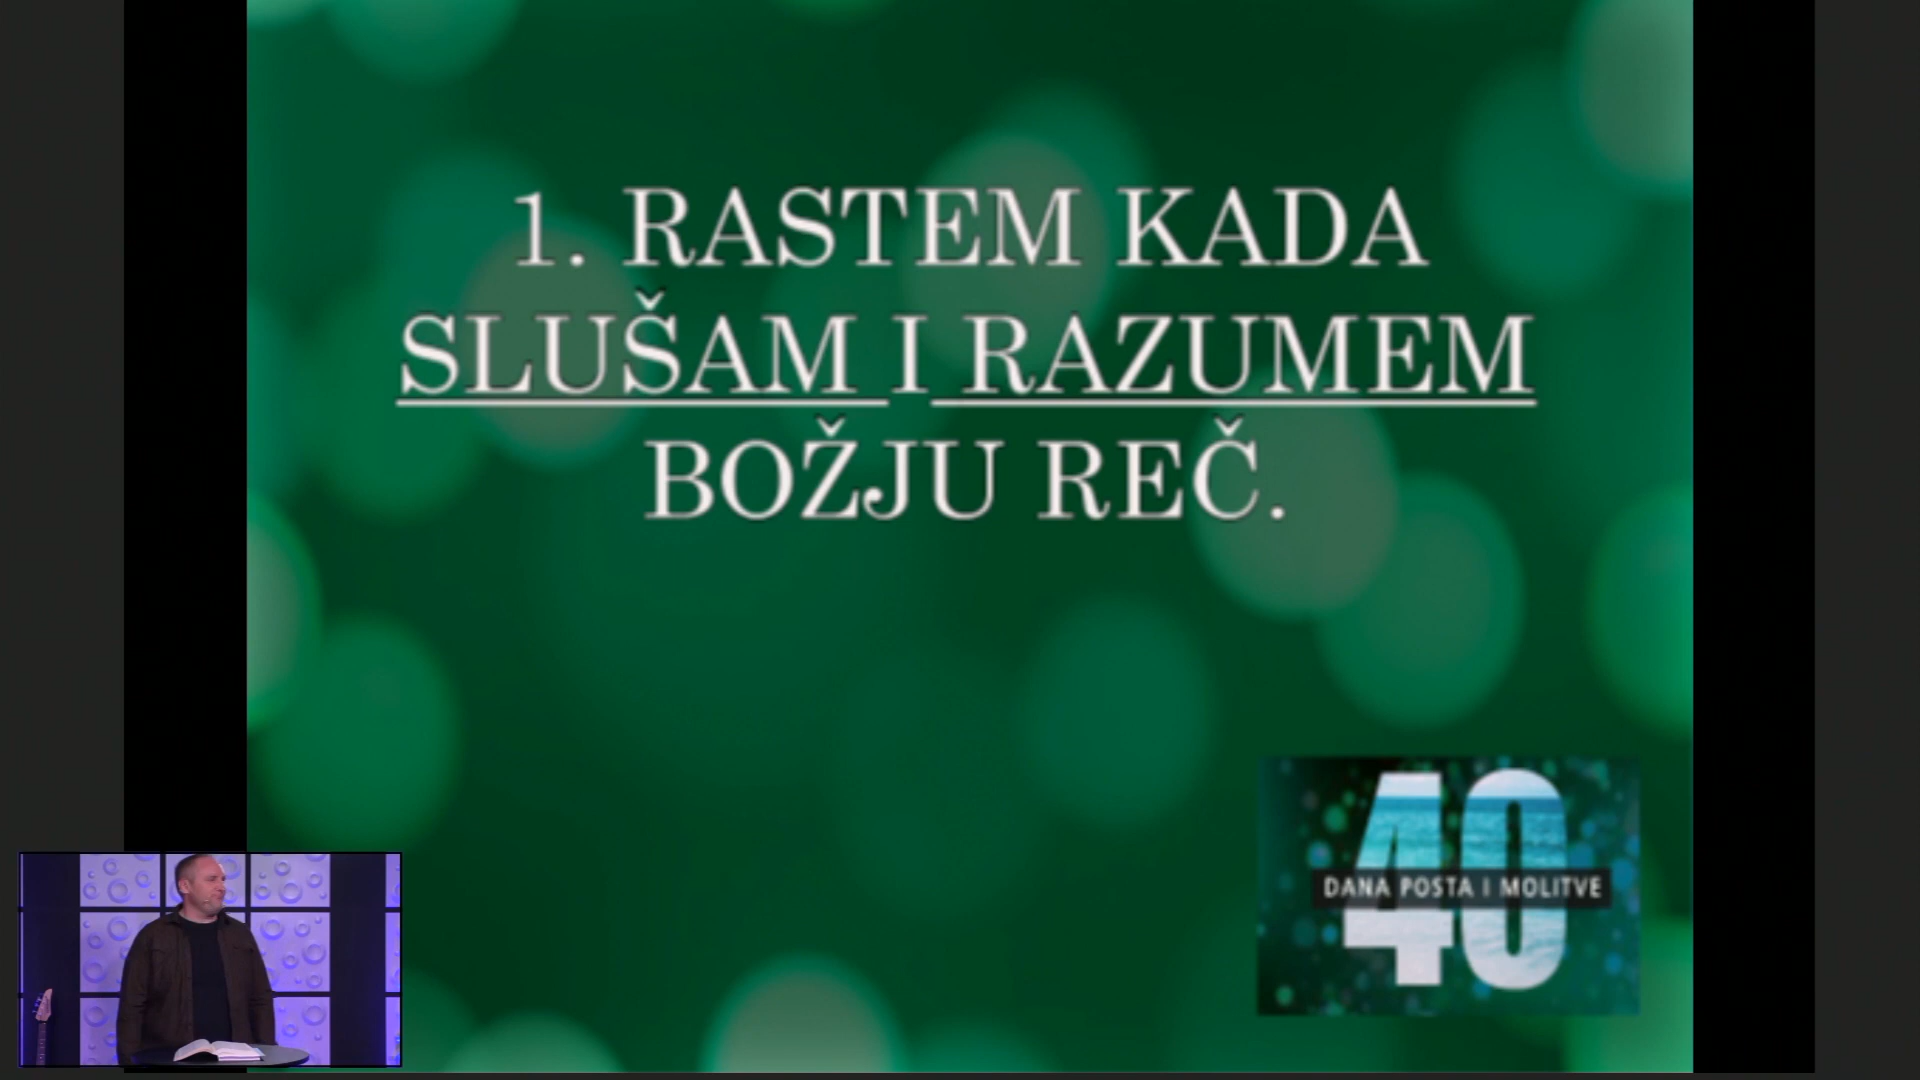 1. RASTEM KADA
SLUŠAM I RAZUMEM
BOŽJU REČ.
40
DANA POSTA I MOLITVE